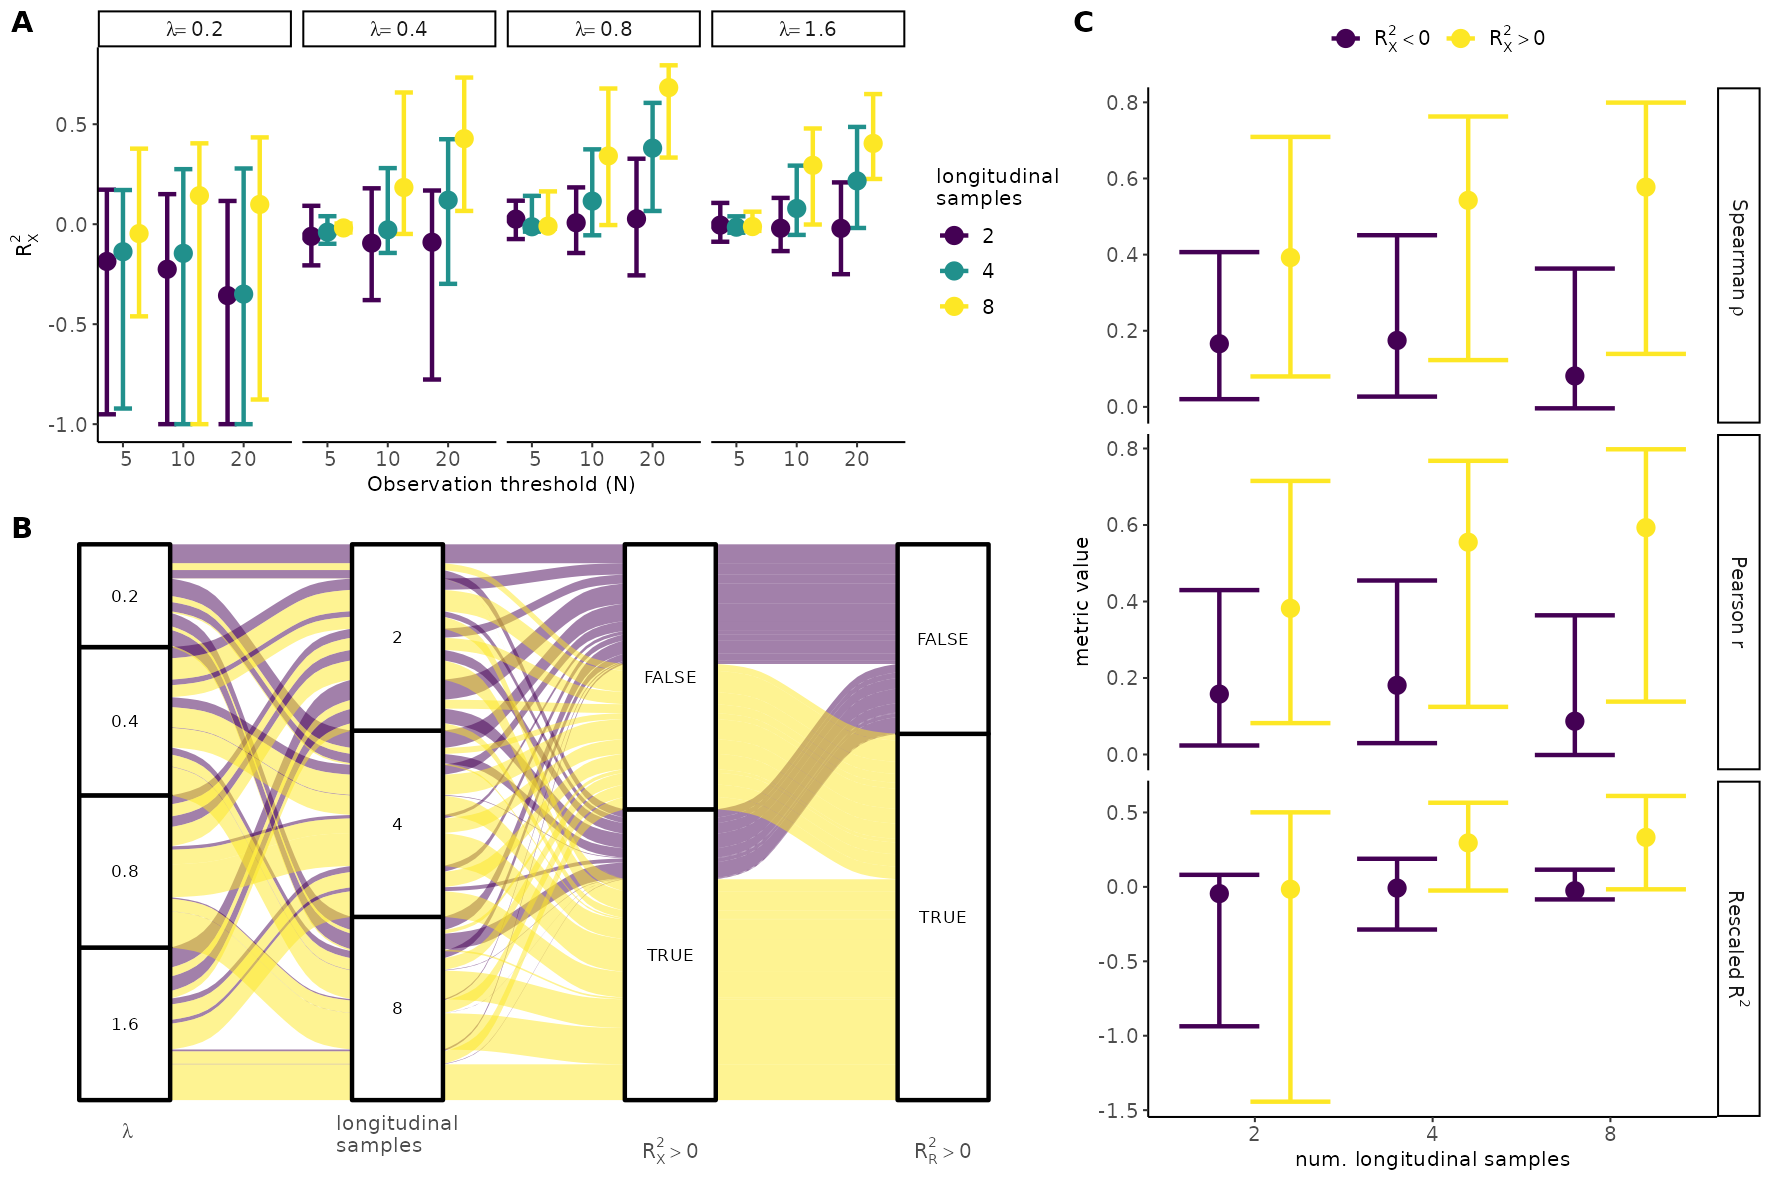 A
λ= 0.2
λ= 0.4
λ= 0.8
λ= 1.6
R²X
0.5
0.0
-0.5
-1.0
5 10 20
5 10 20
5 10 20
5 10 20
Observation threshold (N)
longitudinal
samples
2
4
8
B
0.2
0.4
0.8
1.6
2
4
8
FALSE
TRUE
FALSE
TRUE
λ
longitudinal
samples
R²X > 0
R²R > 0
C
R²X < 0
R²X > 0
metric value
0.8
0.6
0.4
0.2
0.0
Spearman ρ
0.8
0.6
0.4
0.2
0.0
Pearson r
0.5
0.0
-0.5
-1.0
-1.5
Rescaled R²
2 4 8
num. longitudinal samples